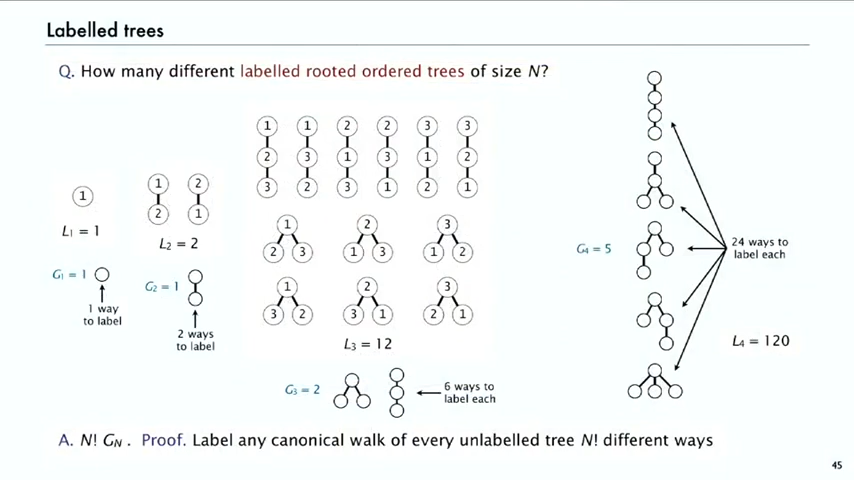 Labelled trees
Q. How many different labelled rooted ordered trees of size N?
1
L₁ = 1
G₁ = 1
1 way
to label
1 2
2 1
L₂ = 2
G₂ = 1
2 ways
to label
1 1 2 2 3 3
2 3 1 3 1 2
3 2 3 1 2 1
1 2 3
2 3 1 3 1 2
1 2 3
3 2 3 1 2 1
L₃ = 12
G₃ = 2
6 ways to
label each
G₄ = 5
24 ways to
label each
L₄ = 120
A. N! G_N . Proof. Label any canonical walk of every unlabelled tree N! different ways
45